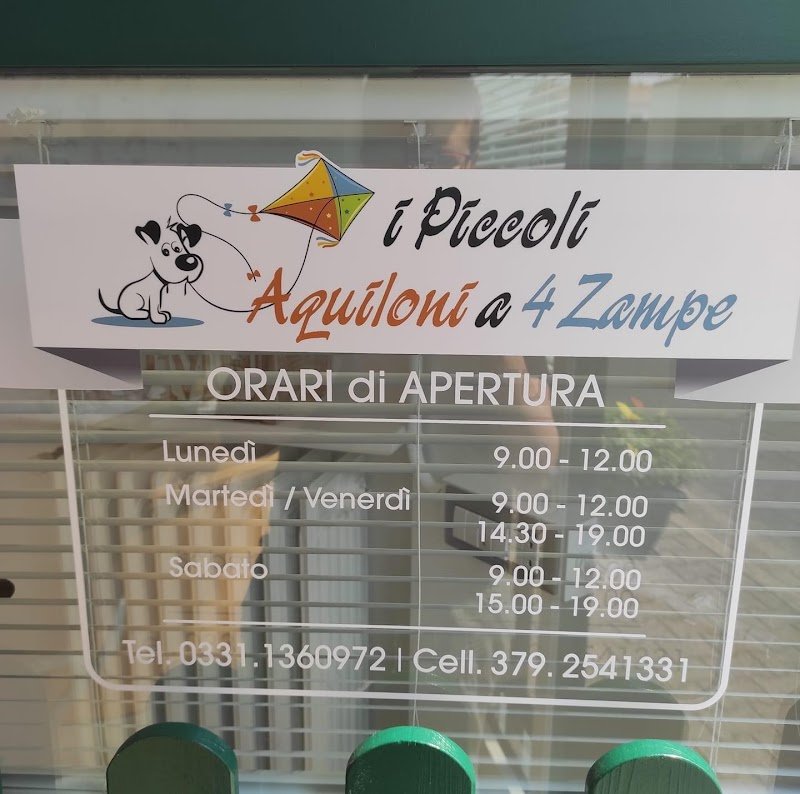 i Piccoli
Aquiloni a 4 Zampe
ORARI di APERTURA
Lunedì 9.00 - 12.00
Martedì / Venerdì 9.00 - 12.00
14.30 - 19.00
Sabato 9.00 - 12.00
15.00 - 19.00
Tel. 0331.1360972 | Cell. 379. 2541331